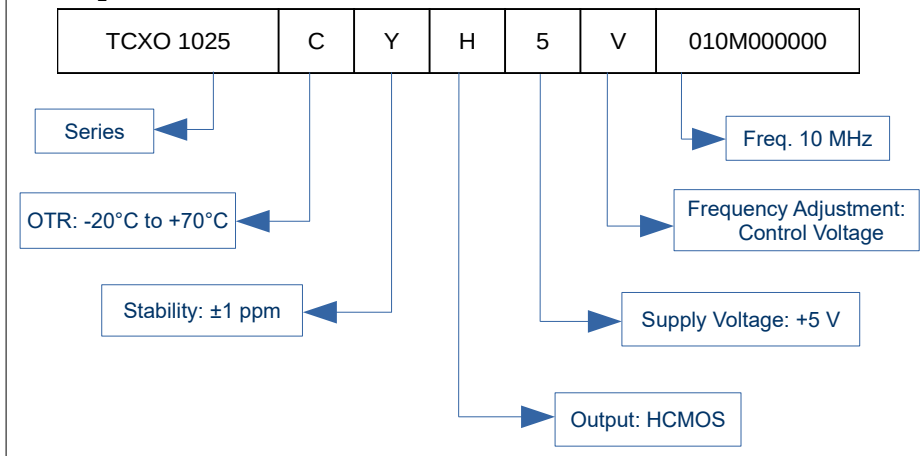 TCXO 1025 C Y H 5 V 010M000000
Series
Freq. 10 MHz
OTR: -20°C to +70°C
Frequency Adjustment:
Control Voltage
Stability: ±1 ppm
Supply Voltage: +5 V
Output: HCMOS